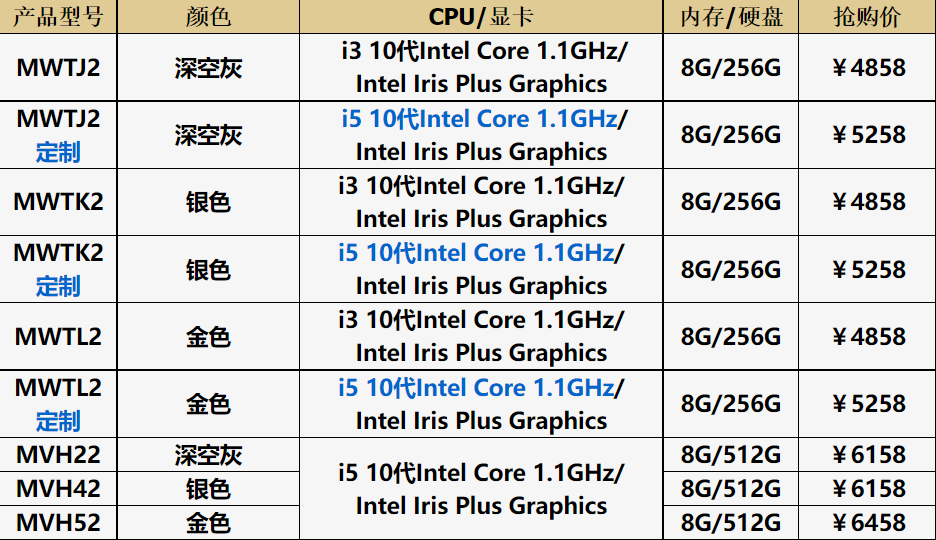 产品型号 颜色 CPU/显卡 内存/硬盘 抢购价
MWTJ2 深空灰 i3 10代Intel Core 1.1GHz/
Intel Iris Plus Graphics 8G/256G ¥4858
MWTJ2
定制 深空灰 i5 10代Intel Core 1.1GHz/
Intel Iris Plus Graphics 8G/256G ¥5258
MWTK2 银色 i3 10代Intel Core 1.1GHz/
Intel Iris Plus Graphics 8G/256G ¥4858
MWTK2
定制 银色 i5 10代Intel Core 1.1GHz/
Intel Iris Plus Graphics 8G/256G ¥5258
MWTL2 金色 i3 10代Intel Core 1.1GHz/
Intel Iris Plus Graphics 8G/256G ¥4858
MWTL2
定制 金色 i5 10代Intel Core 1.1GHz/
Intel Iris Plus Graphics 8G/256G ¥5258
MVH22 深空灰 i5 10代Intel Core 1.1GHz/
Intel Iris Plus Graphics 8G/512G ¥6158
MVH42 银色 8G/512G ¥6158
MVH52 金色 8G/512G ¥6458